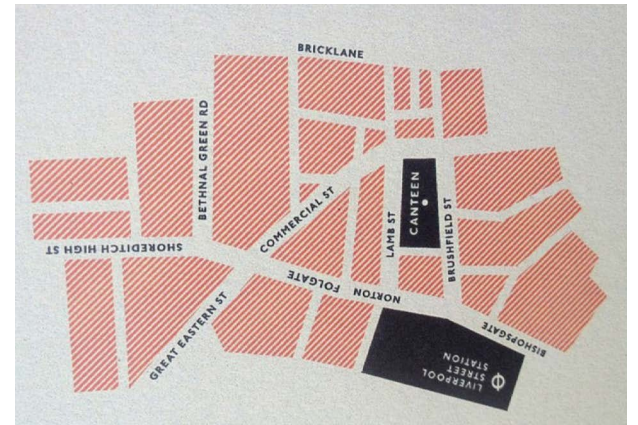 BRICKLANE
BETHNAL GREEN RD
COMMERCIAL ST
CANTEEN
LAMB ST
BRUSHFIELD ST
SHOREDITCH HIGH ST
NORTON FOLGATE
GREAT EASTERN ST
BISHOPSGATE
LIVERPOOL
STREET
STATION